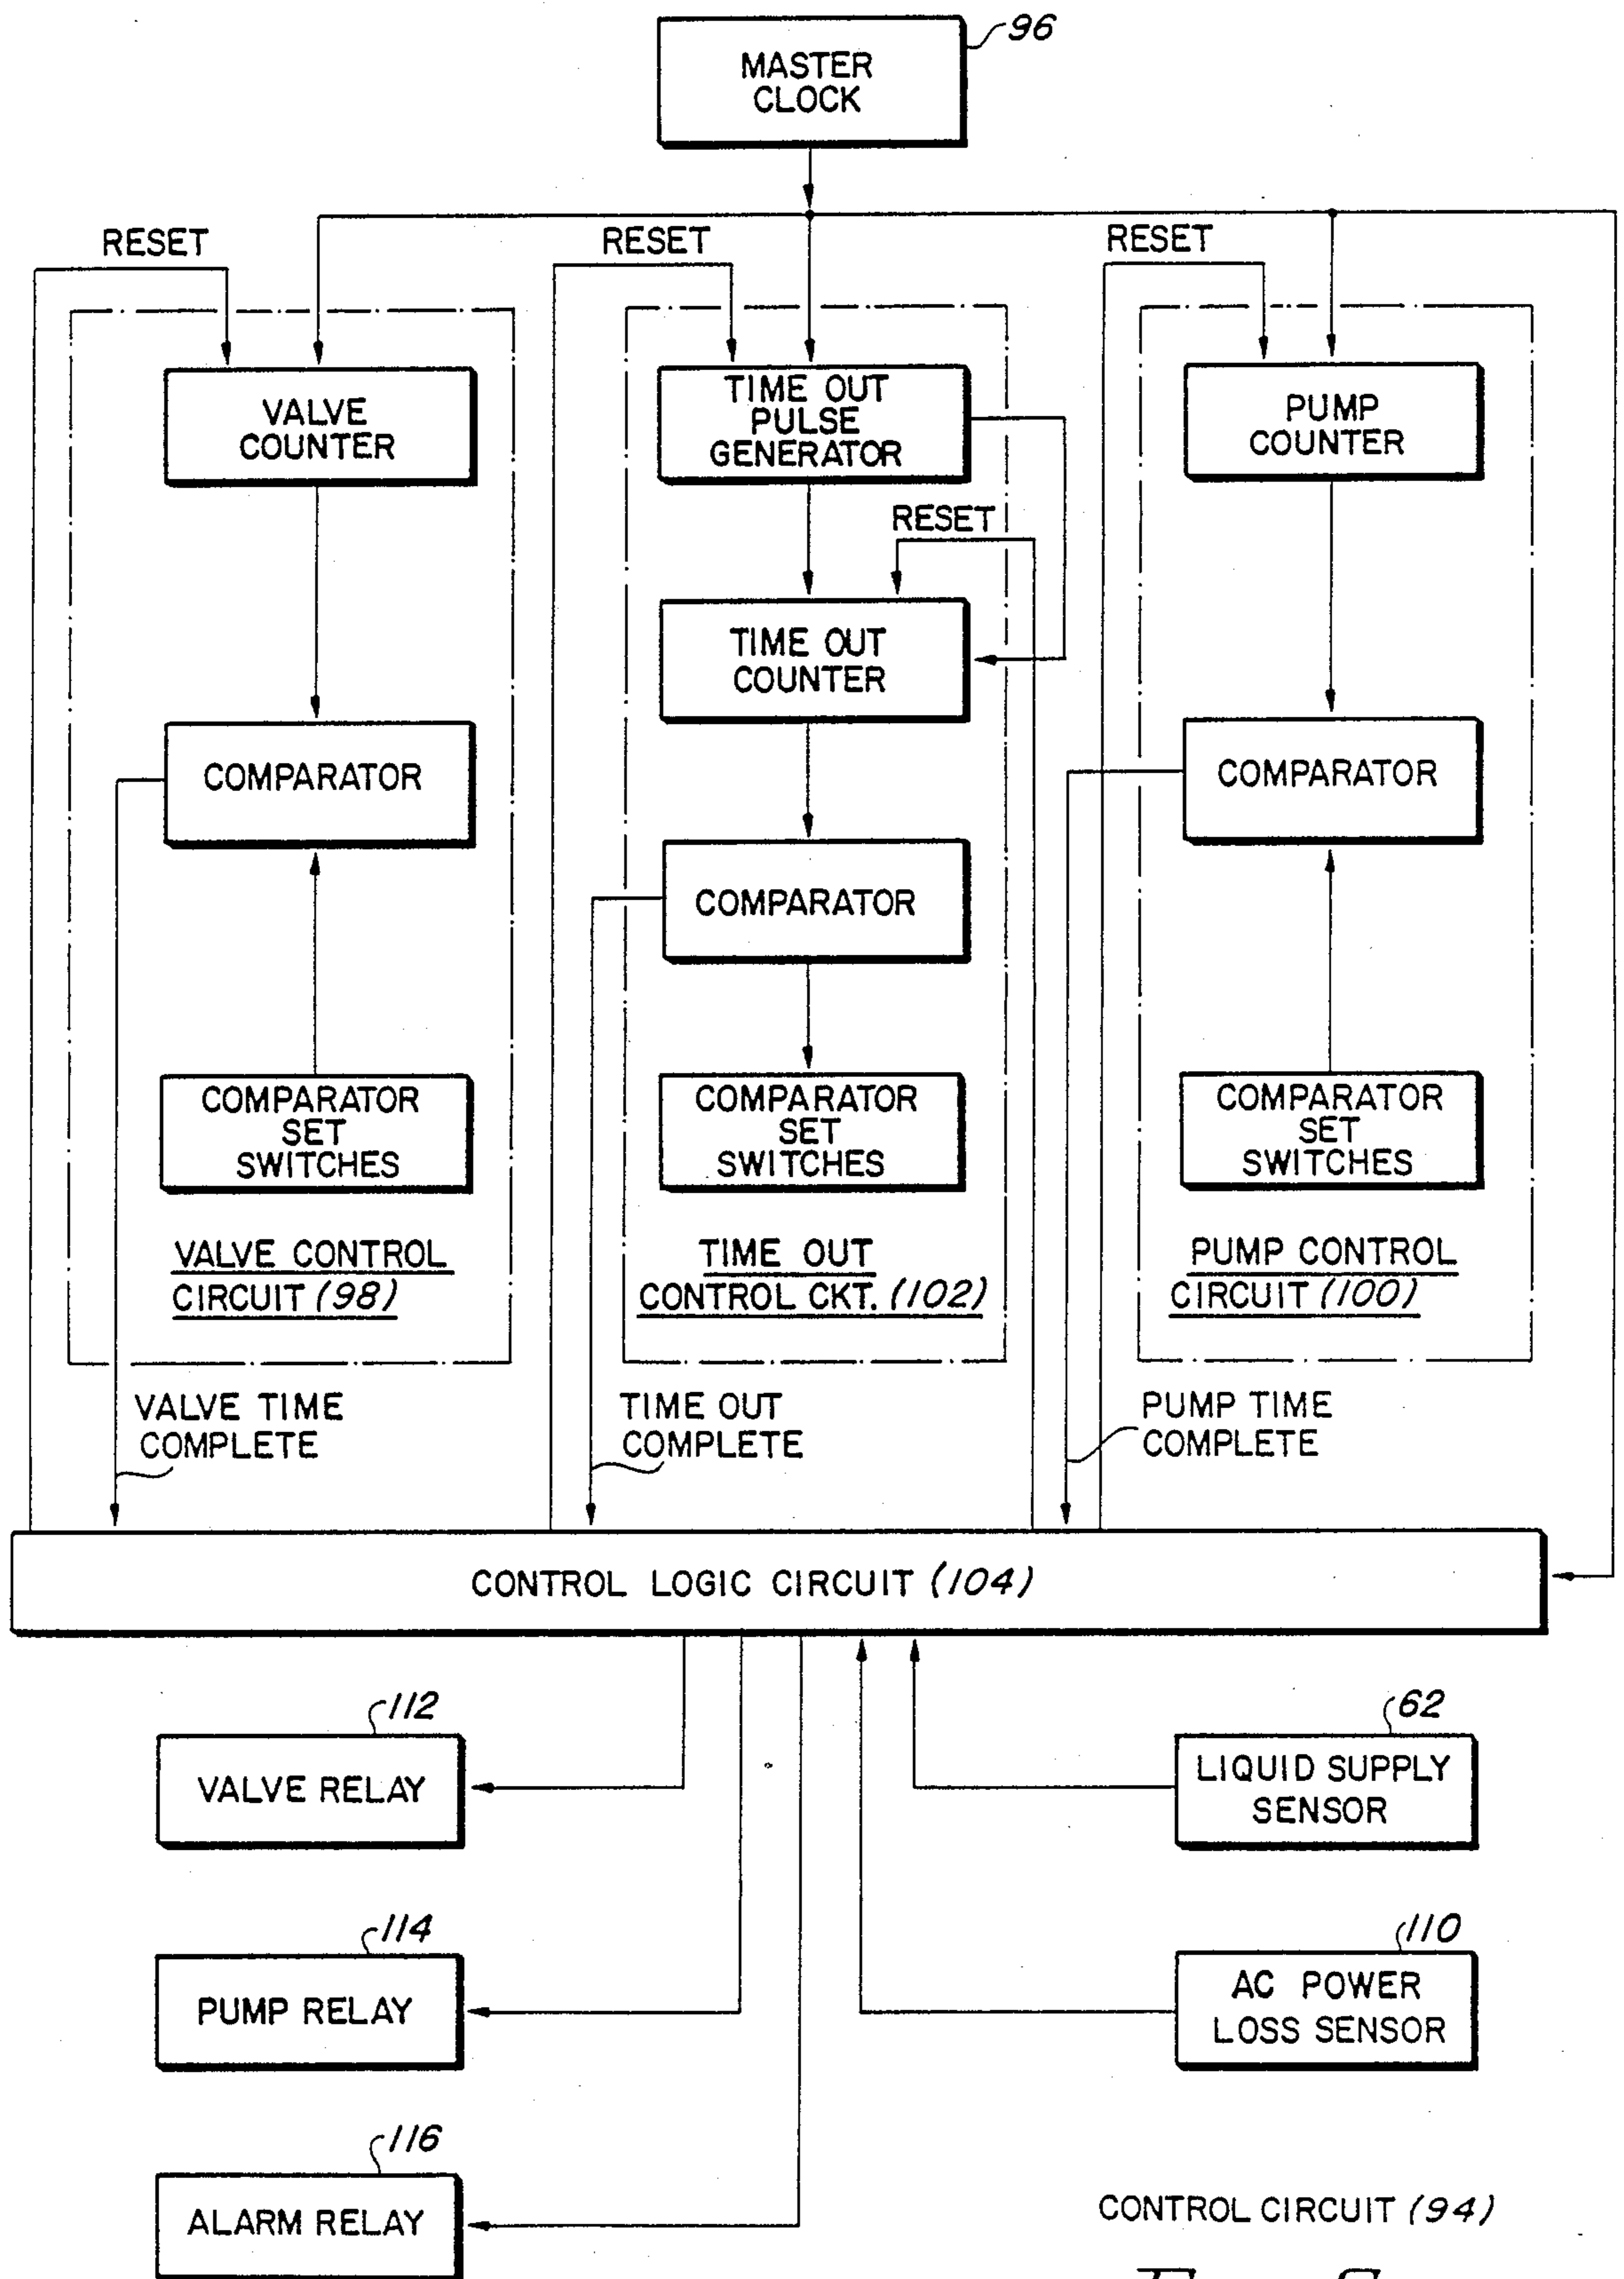 96
MASTER
CLOCK
RESET
RESET
RESET
VALVE
COUNTER
TIME OUT
PULSE
GENERATOR
PUMP
COUNTER
RESET
TIME OUT
COUNTER
COMPARATOR
COMPARATOR
COMPARATOR
COMPARATOR
SET
SWITCHES
COMPARATOR
SET
SWITCHES
COMPARATOR
SET
SWITCHES
VALVE CONTROL
CIRCUIT (98)
TIME OUT
CONTROL CKT. (102)
PUMP CONTROL
CIRCUIT (100)
VALVE TIME
COMPLETE
TIME OUT
COMPLETE
PUMP TIME
COMPLETE
CONTROL LOGIC CIRCUIT (104)
112
VALVE RELAY
62
LIQUID SUPPLY
SENSOR
114
PUMP RELAY
110
AC POWER
LOSS SENSOR
116
ALARM RELAY
CONTROL CIRCUIT (94)